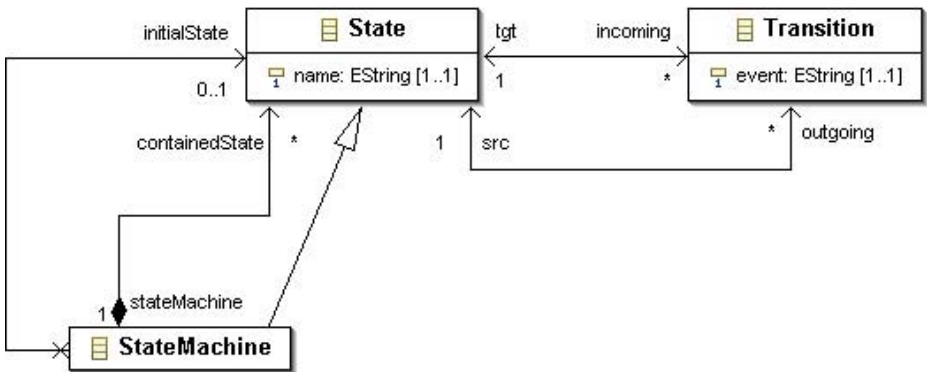 initialState
State
tgt
incoming
Transition
name: EString [1..1]
event: EString [1..1]
0..1
1
*
containedState
*
1
src
*
outgoing
1
stateMachine
StateMachine